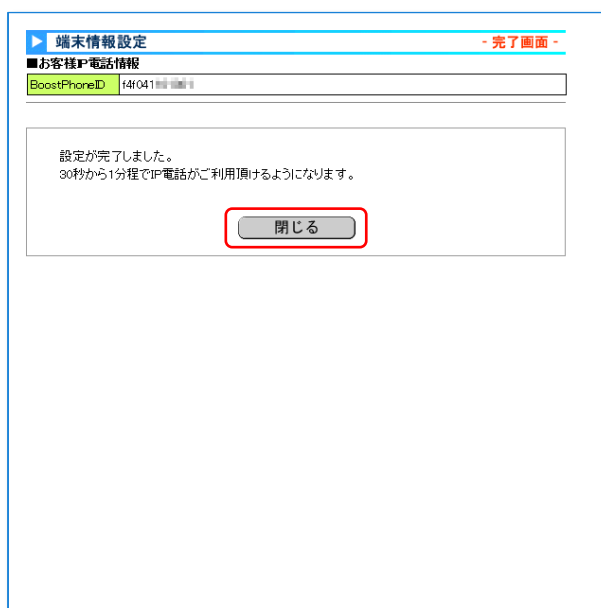 端末情報設定
- 完了画面 -
■お客様IP電話情報
BoostPhoneID f4f041
設定が完了しました。
30秒から1分程でIP電話がご利用頂けるようになります。
閉じる